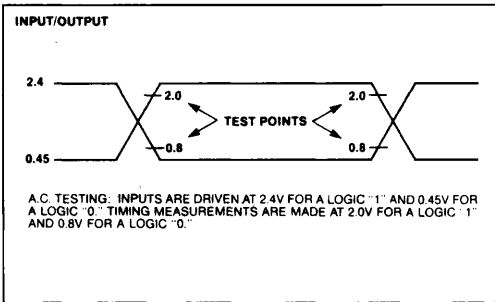 INPUT/OUTPUT
2.4
2.0
2.0
TEST POINTS
0.8
0.8
0.45
A.C. TESTING: INPUTS ARE DRIVEN AT 2.4V FOR A LOGIC "1" AND 0.45V FOR
A LOGIC "0." TIMING MEASUREMENTS ARE MADE AT 2.0V FOR A LOGIC "1"
AND 0.8V FOR A LOGIC "0."